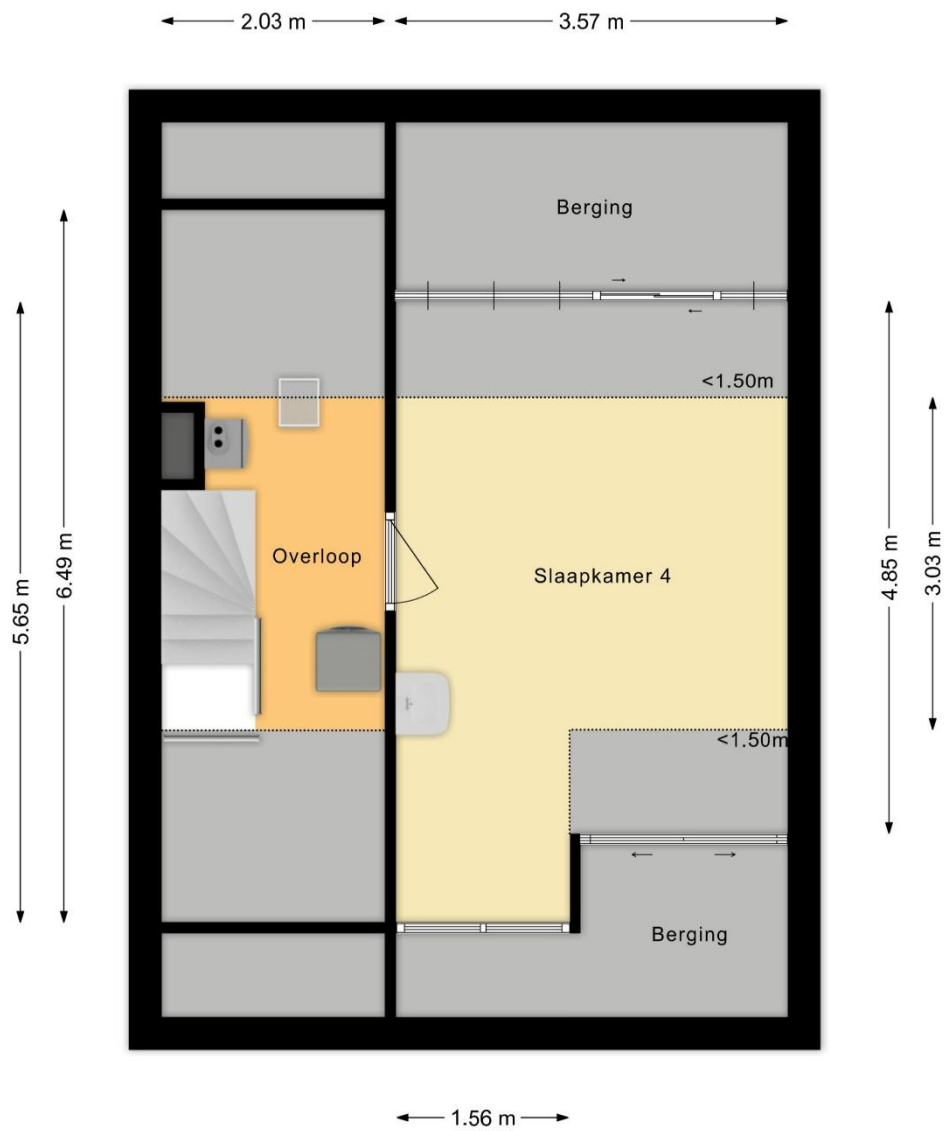 2.03 m
3.57 m
Berging
<1.50m
6.49 m
5.65 m
Overloop
Slaapkamer 4
4.85 m
3.03 m
<1.50m
Berging
1.56 m